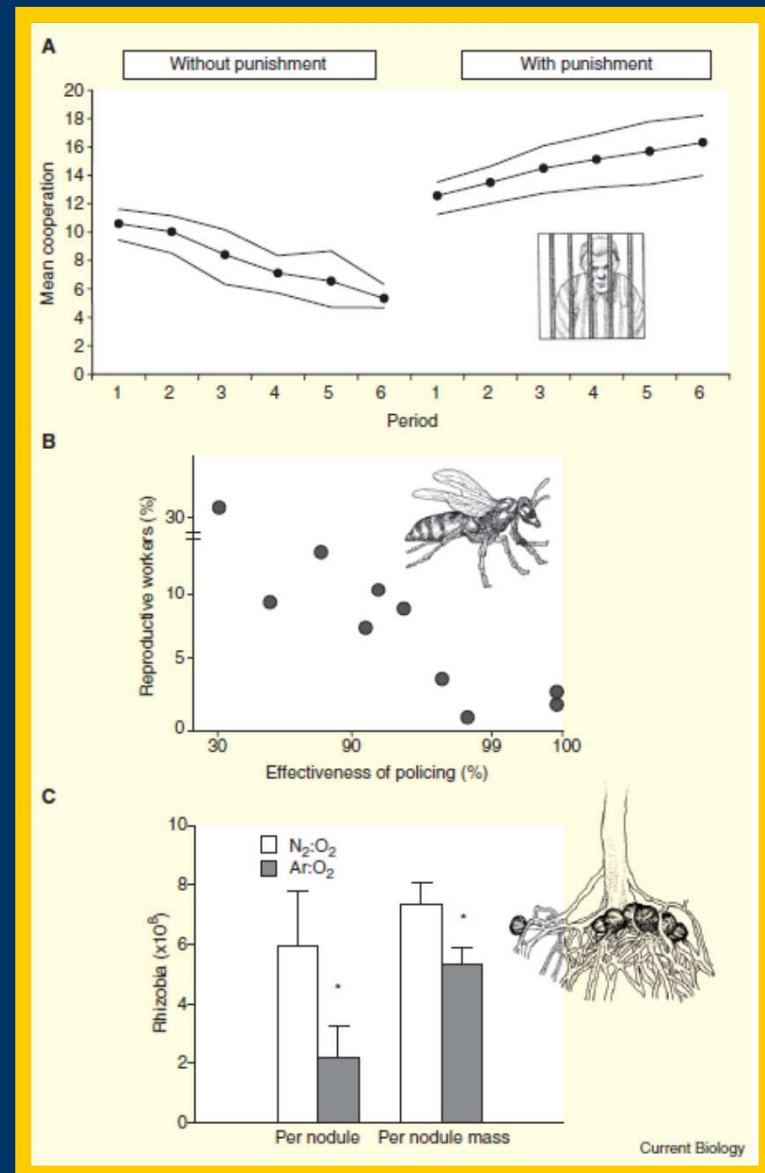 A
Without punishment
With punishment
20
18
16
14
12
10
8
6
4
2
0
Mean cooperation
1 2 3 4 5 6 1 2 3 4 5 6
Period
B
30
10
5
0
Reproductive workers (%)
30 90 99 100
Effectiveness of policing (%)
C
10
8
6
4
2
0
Rhizobia (x10⁸)
N₂:O₂
Ar:O₂
*
*
Per nodule Per nodule mass
Current Biology